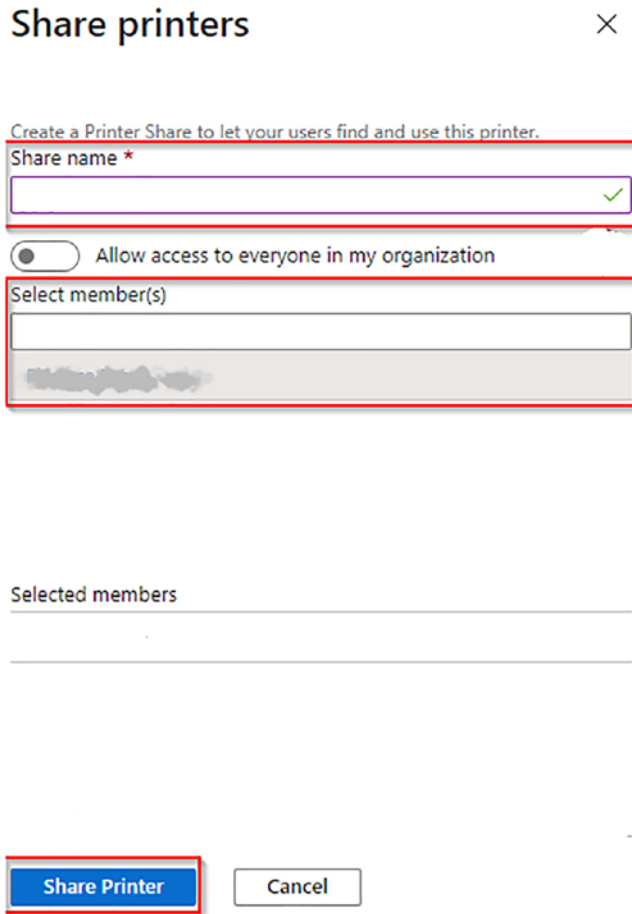 Share printers
Create a Printer Share to let your users find and use this printer.
Share name *
Allow access to everyone in my organization
Select member(s)
Selected members
Share Printer
Cancel